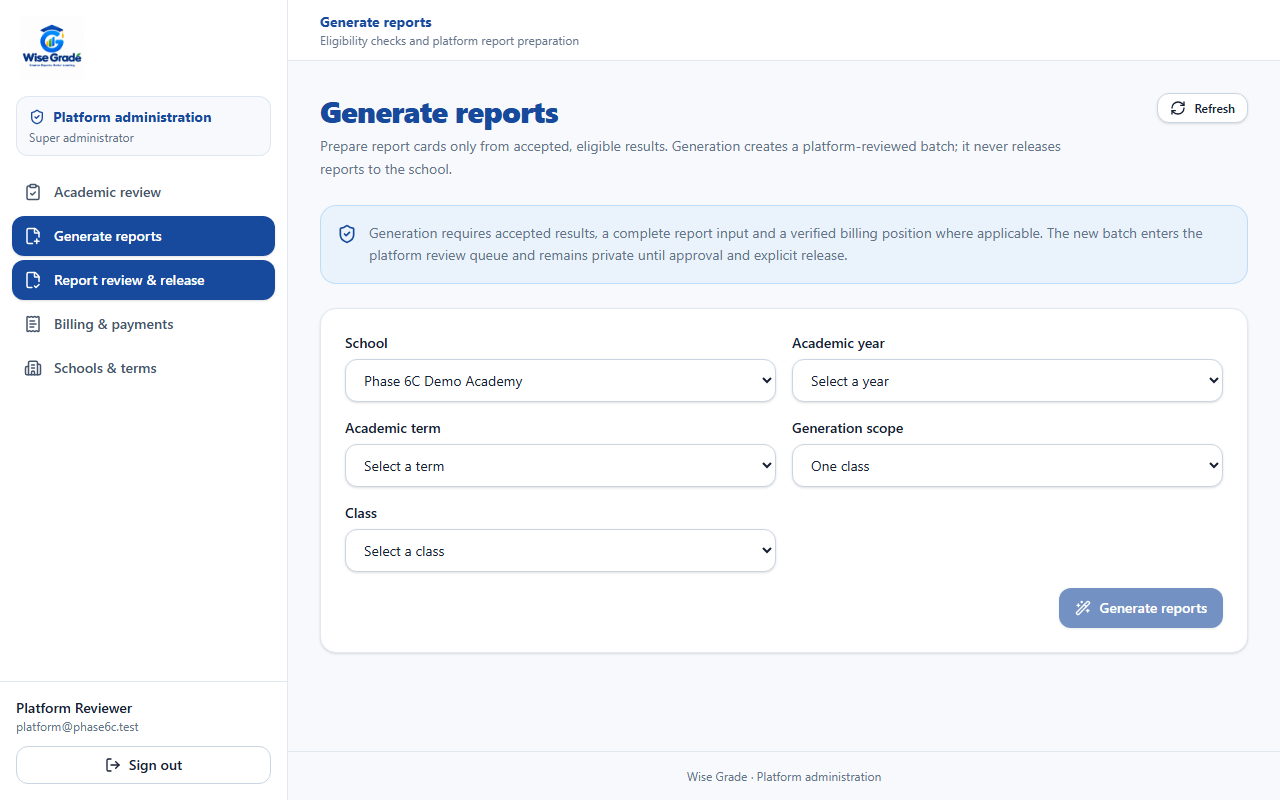 Wise Gradé
Platform administration
Super administrator
Academic review
Generate reports
Report review & release
Billing & payments
Schools & terms
Platform Reviewer
platform@phase6c.test
Sign out
Generate reports
Eligibility checks and platform report preparation
Generate reports
Refresh
Prepare report cards only from accepted, eligible results. Generation creates a platform-reviewed batch; it never releases
reports to the school.
Generation requires accepted results, a complete report input and a verified billing position where applicable. The new batch enters the
platform review queue and remains private until approval and explicit release.
School
Phase 6C Demo Academy
Academic year
Select a year
Academic term
Select a term
Generation scope
One class
Class
Select a class
Generate reports
Wise Grade · Platform administration